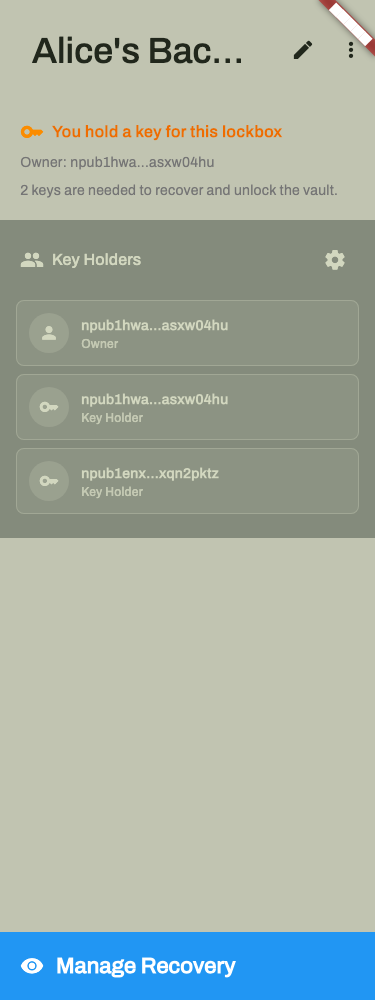 Alice's Bac...
You hold a key for this lockbox
Owner: npub1hwa...asxw04hu
2 keys are needed to recover and unlock the vault.
Key Holders
npub1hwa...asxw04hu
Owner
npub1hwa...asxw04hu
Key Holder
npub1enx...xqn2pktz
Key Holder
Manage Recovery